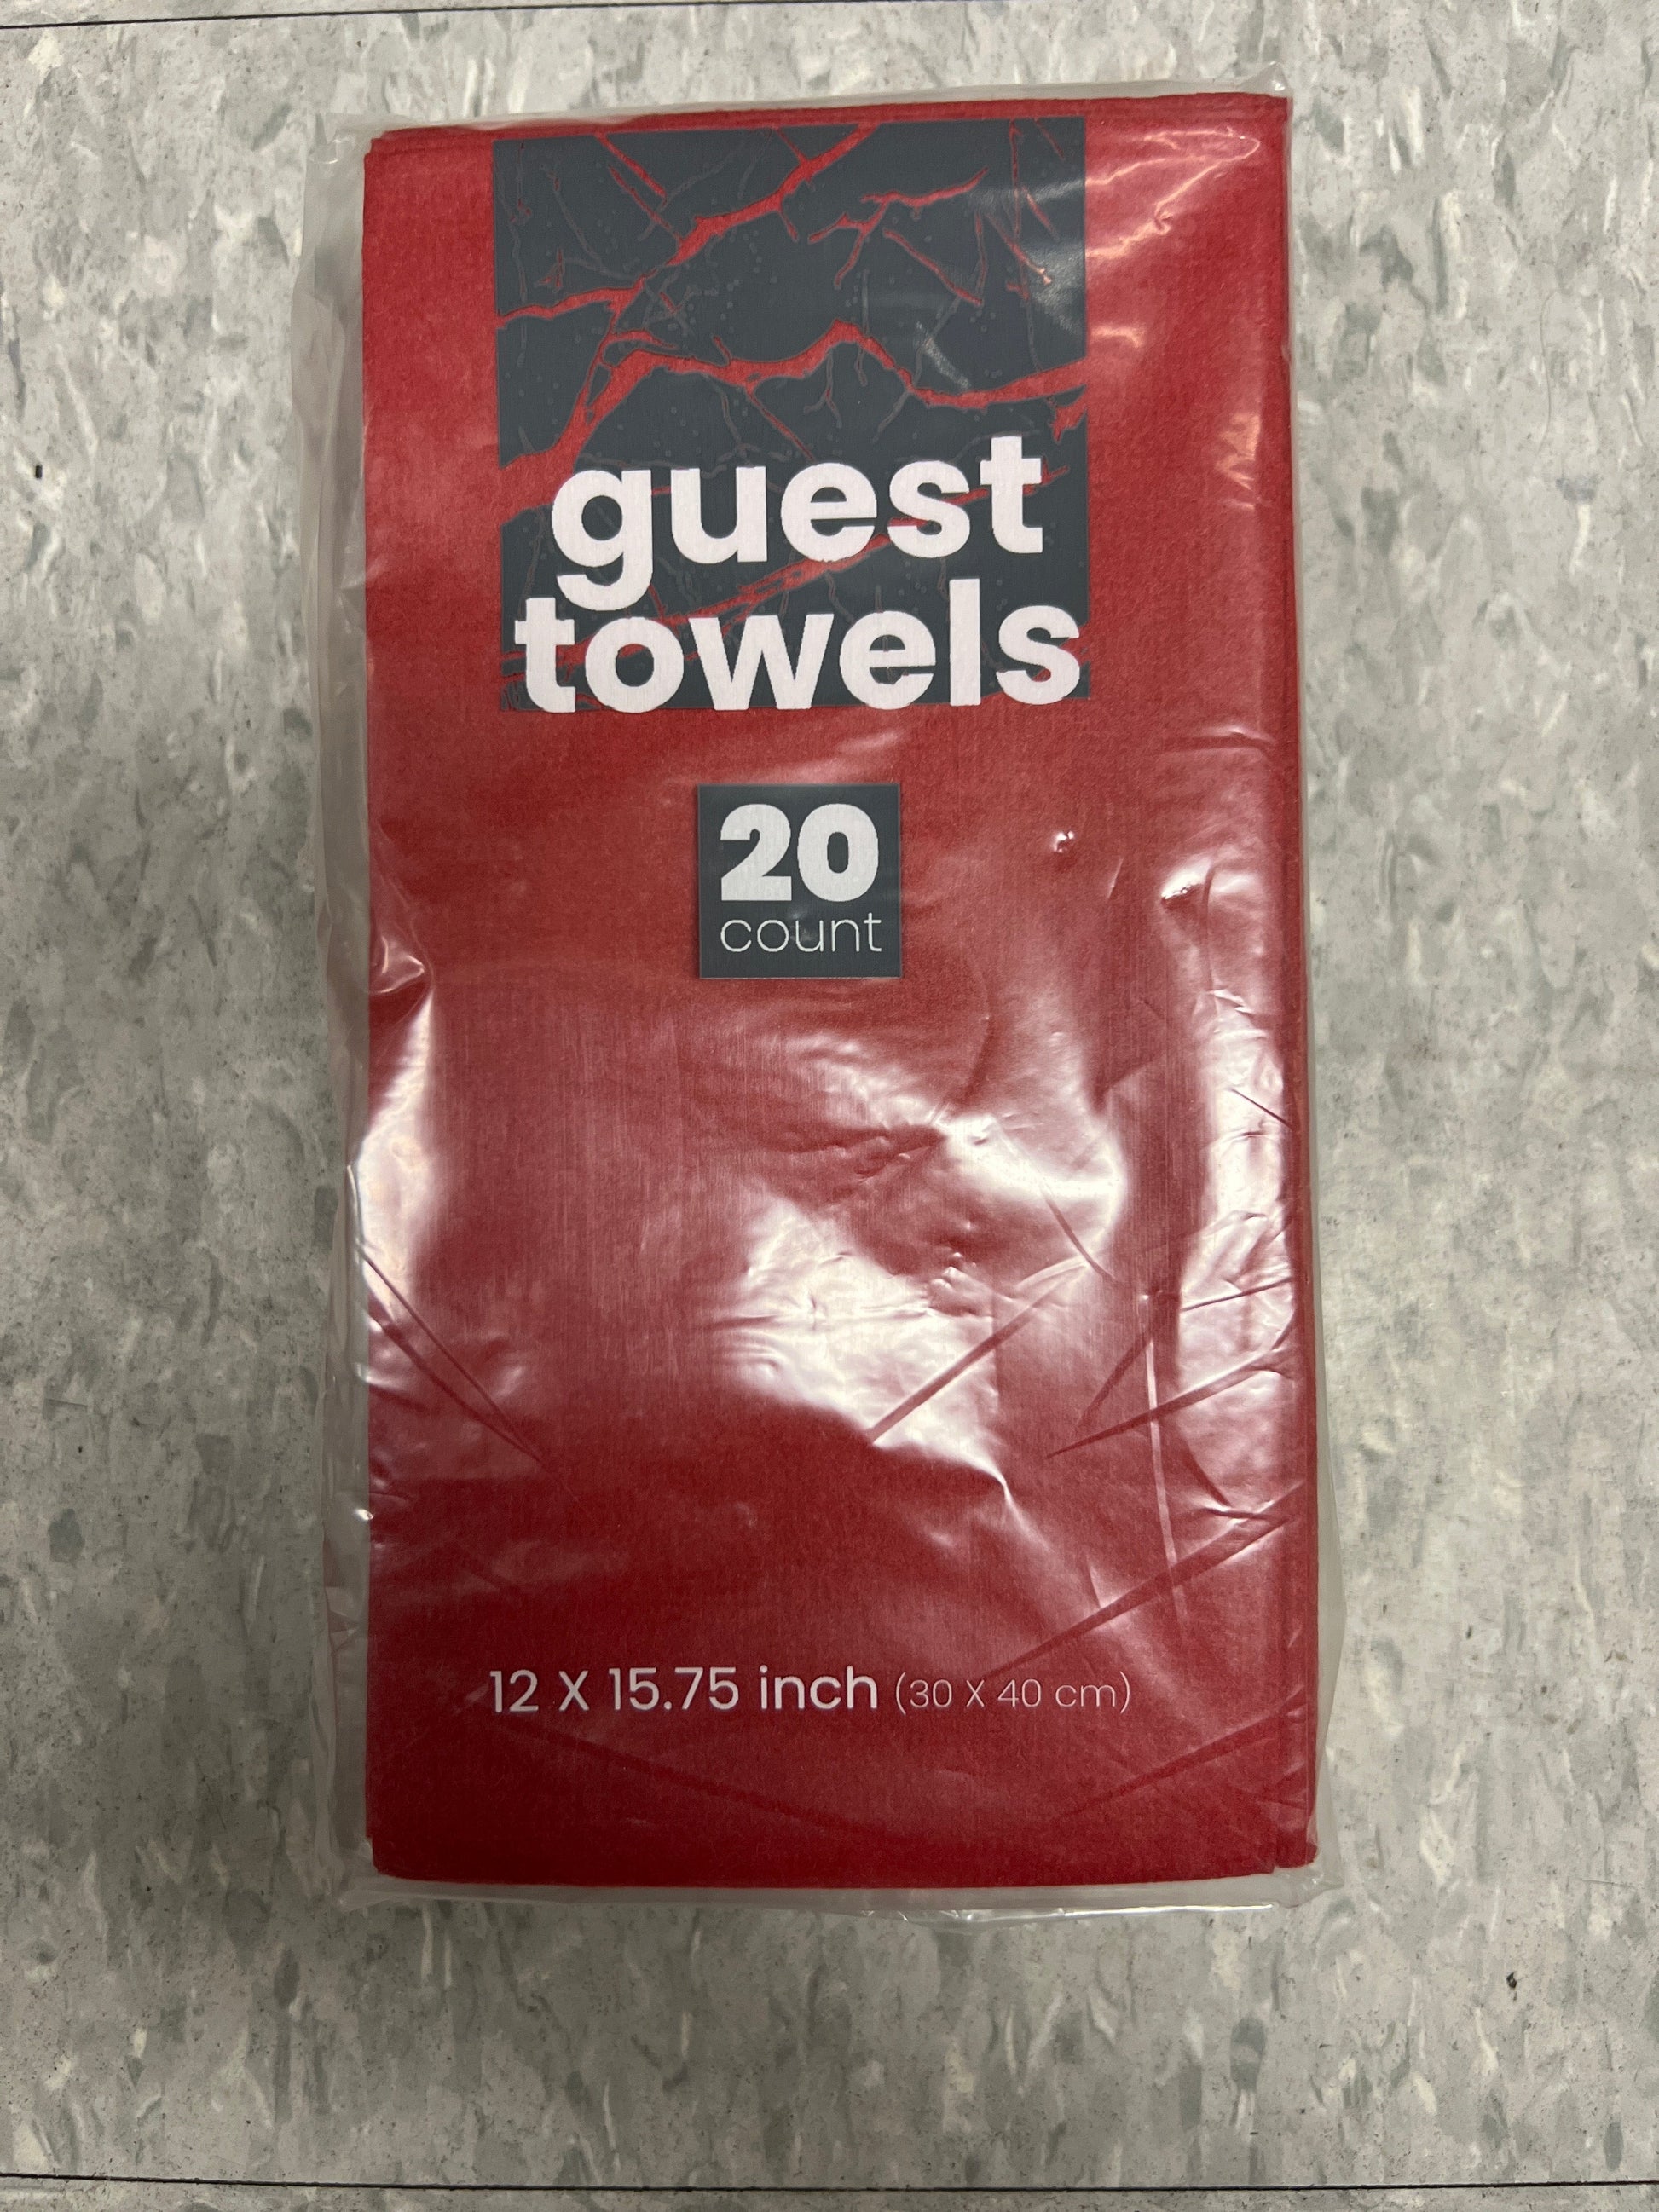 guest
towels
20
count
12 X 15.75 inch (30 X 40 cm)